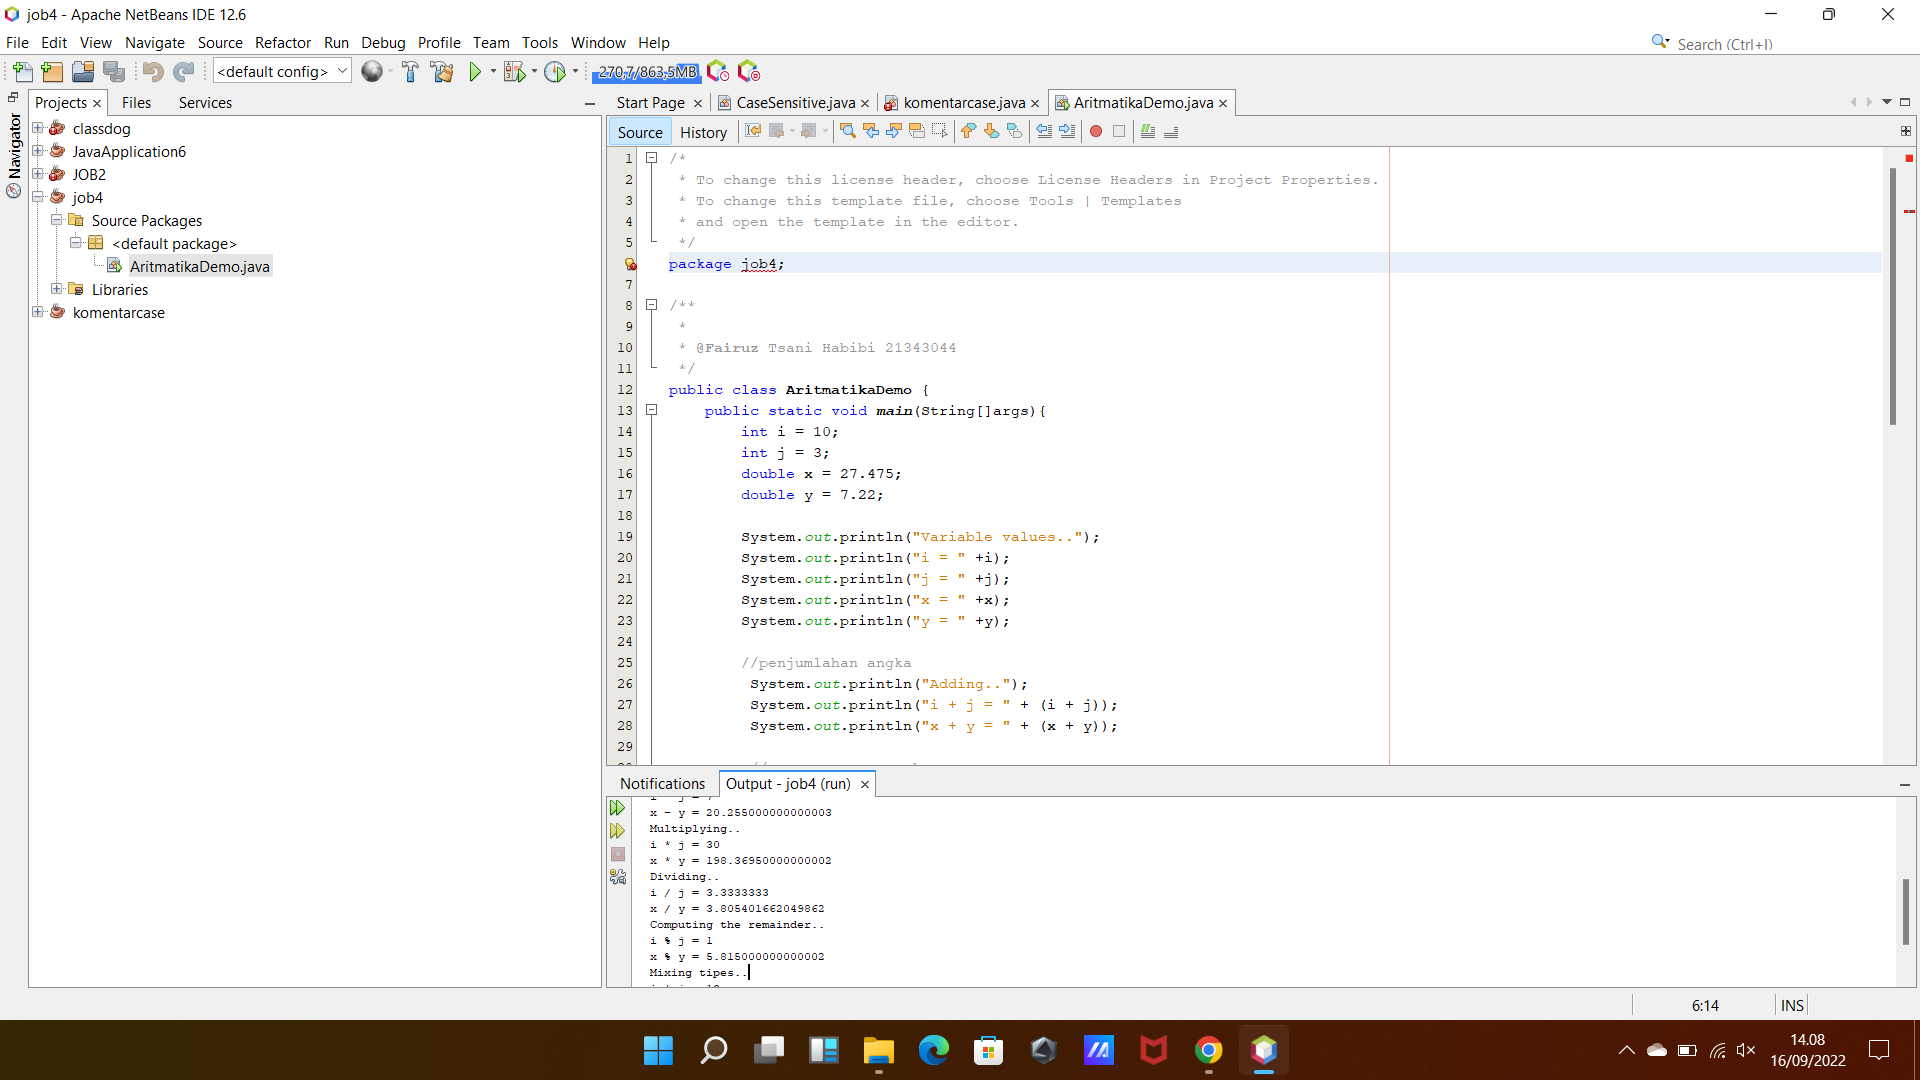 job4 - Apache NetBeans IDE 12.6
File Edit View Navigate Source Refactor Run Debug Profile Team Tools Window Help
Search (Ctrl+I)
<default config>
270,7/863,5MB
Projects Files Services
Navigator
classdog
JavaApplication6
JOB2
job4
Source Packages
<default package>
AritmatikaDemo.java
Libraries
komentarcase
Start Page CaseSensitive.java komentarcase.java AritmatikaDemo.java
Source History
1 /*
2 * To change this license header, choose License Headers in Project Properties.
3 * To change this template file, choose Tools | Templates
4 * and open the template in the editor.
5 */
package job4;
7
8 /**
9 *
10 * @Fairuz Tsani Habibi 21343044
11 */
12 public class AritmatikaDemo {
13 public static void main(String[]args){
14 int i = 10;
15 int j = 3;
16 double x = 27.475;
17 double y = 7.22;
18
19 System.out.println("Variable values..");
20 System.out.println("i = " +i);
21 System.out.println("j = " +j);
22 System.out.println("x = " +x);
23 System.out.println("y = " +y);
24
25 //penjumlahan angka
26 System.out.println("Adding..");
27 System.out.println("i + j = " + (i + j));
28 System.out.println("x + y = " + (x + y));
29
Notifications Output - job4 (run)
x - y = 20.255000000000003
Multiplying..
i * j = 30
x * y = 198.36950000000002
Dividing..
i / j = 3.3333333
x / y = 3.805401662049862
Computing the remainder..
i % j = 1
x % y = 5.815000000000002
Mixing tipes..
6:14 INS
14.08
16/09/2022